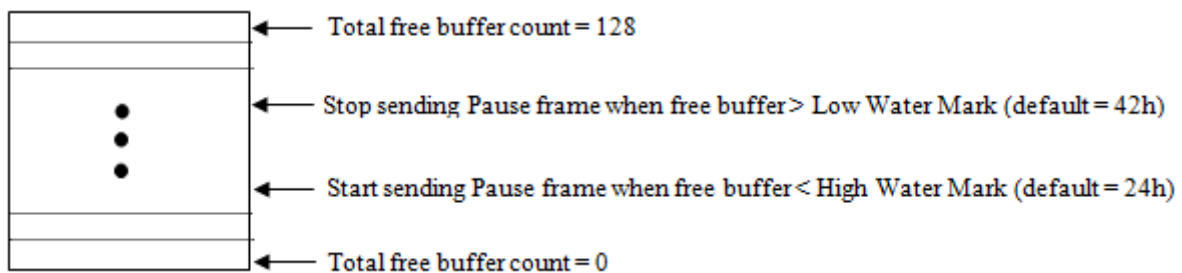 Total free buffer count = 128
Stop sending Pause frame when free buffer > Low Water Mark (default = 42h)
Start sending Pause frame when free buffer < High Water Mark (default = 24h)
Total free buffer count = 0